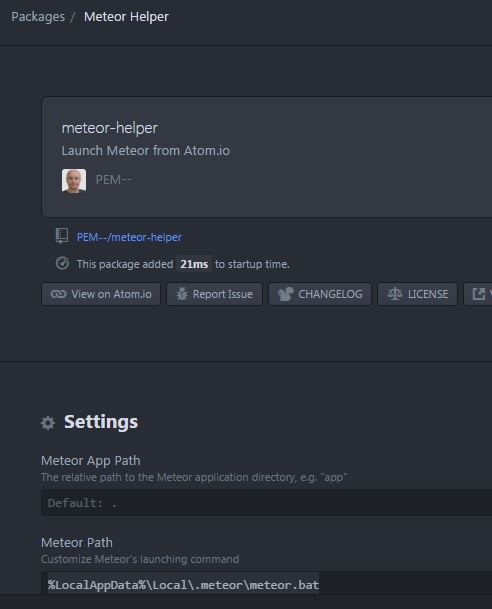 Packages / Meteor Helper
meteor-helper
Launch Meteor from Atom.io
PEM--
PEM--/meteor-helper
This package added 21ms to startup time.
View on Atom.io Report Issue CHANGELOG LICENSE V
Settings
Meteor App Path
The relative path to the Meteor application directory, e.g. "app"
Default: .
Meteor Path
Customize Meteor's launching command
%LocalAppData%\Local\.meteor\meteor.bat